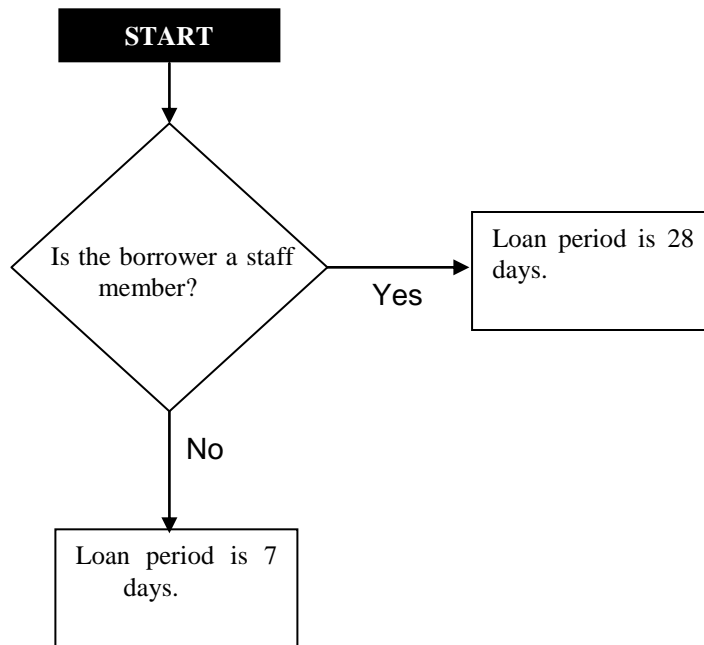 START
Is the borrower a staff
member?
Yes
Loan period is 28
days.
No
Loan period is 7
days.